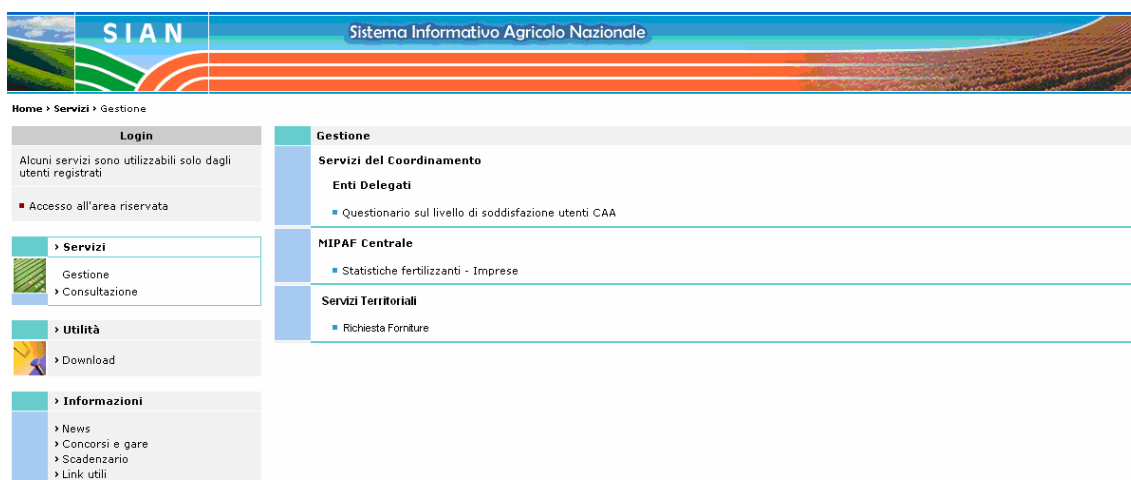 SIAN
Sistema Informativo Agricolo Nazionale
Home › Servizi › Gestione
Login
Alcuni servizi sono utilizzabili solo dagli
utenti registrati
Accesso all'area riservata
› Servizi
Gestione
› Consultazione
› Utilità
› Download
› Informazioni
› News
› Concorsi e gare
› Scadenzario
› Link utili
Gestione
Servizi del Coordinamento
Enti Delegati
Questionario sul livello di soddisfazione utenti CAA
MIPAF Centrale
Statistiche fertilizzanti - Imprese
Servizi Territoriali
Richiesta Forniture